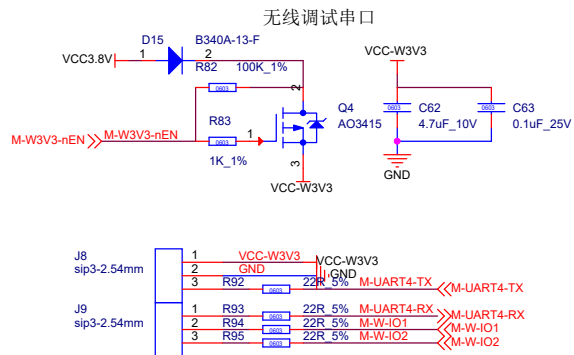 无线调试串口
D15 B340A-13-F
VCC3.8V 1 2
R82 100K_1%
0603
2
VCC-W3V3
Q4
AO3415
0603 C62
4.7uF_10V
0603 C63
0.1uF_25V
R83
M-W3V3-nEN M-W3V3-nEN
0603 1
1K_1%
3
VCC-W3V3
GND
J8
sip3-2.54mm
1 VCC-W3V3 VCC-W3V3
2 GND GND
3 R92 0603 22R_5% M-UART4-TX M-UART4-TX
J9
sip3-2.54mm
1 R93 0603 22R_5% M-UART4-RX M-UART4-RX
2 R94 0603 22R_5% M-W-IO1 M-W-IO1
3 R95 0603 22R_5% M-W-IO2 M-W-IO2